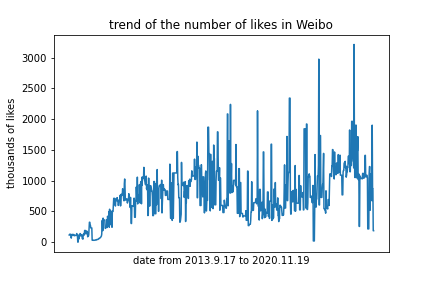 trend of the number of likes in Weibo
3000
2500
2000
1500
1000
500
0
thousands of likes
date from 2013.9.17 to 2020.11.19